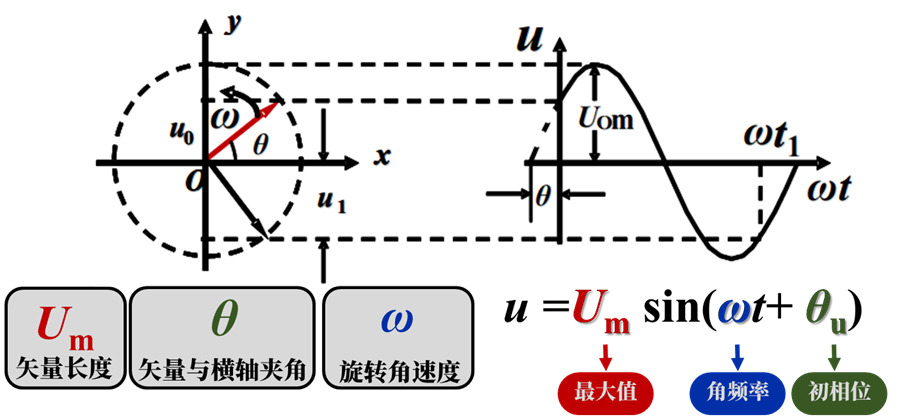 y
u
u₀
ω
θ
O
x
u₁
U₀m
ωt₁
θ
ωt
Uₘ
矢量长度
θ
矢量与横轴夹角
ω
旋转角速度
u =Uₘ sin(ωt+ θᵤ)
最大值
角频率
初相位